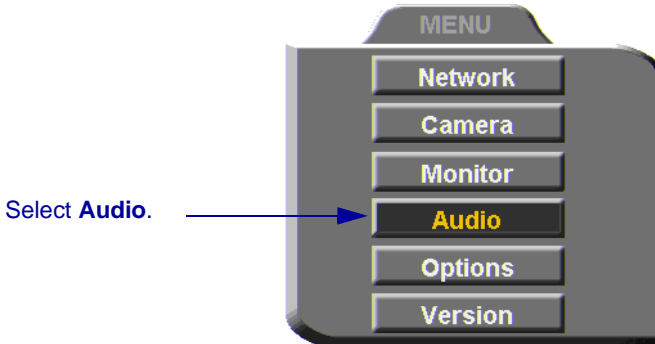 MENU
Network
Camera
Monitor
Select Audio.
Audio
Options
Version